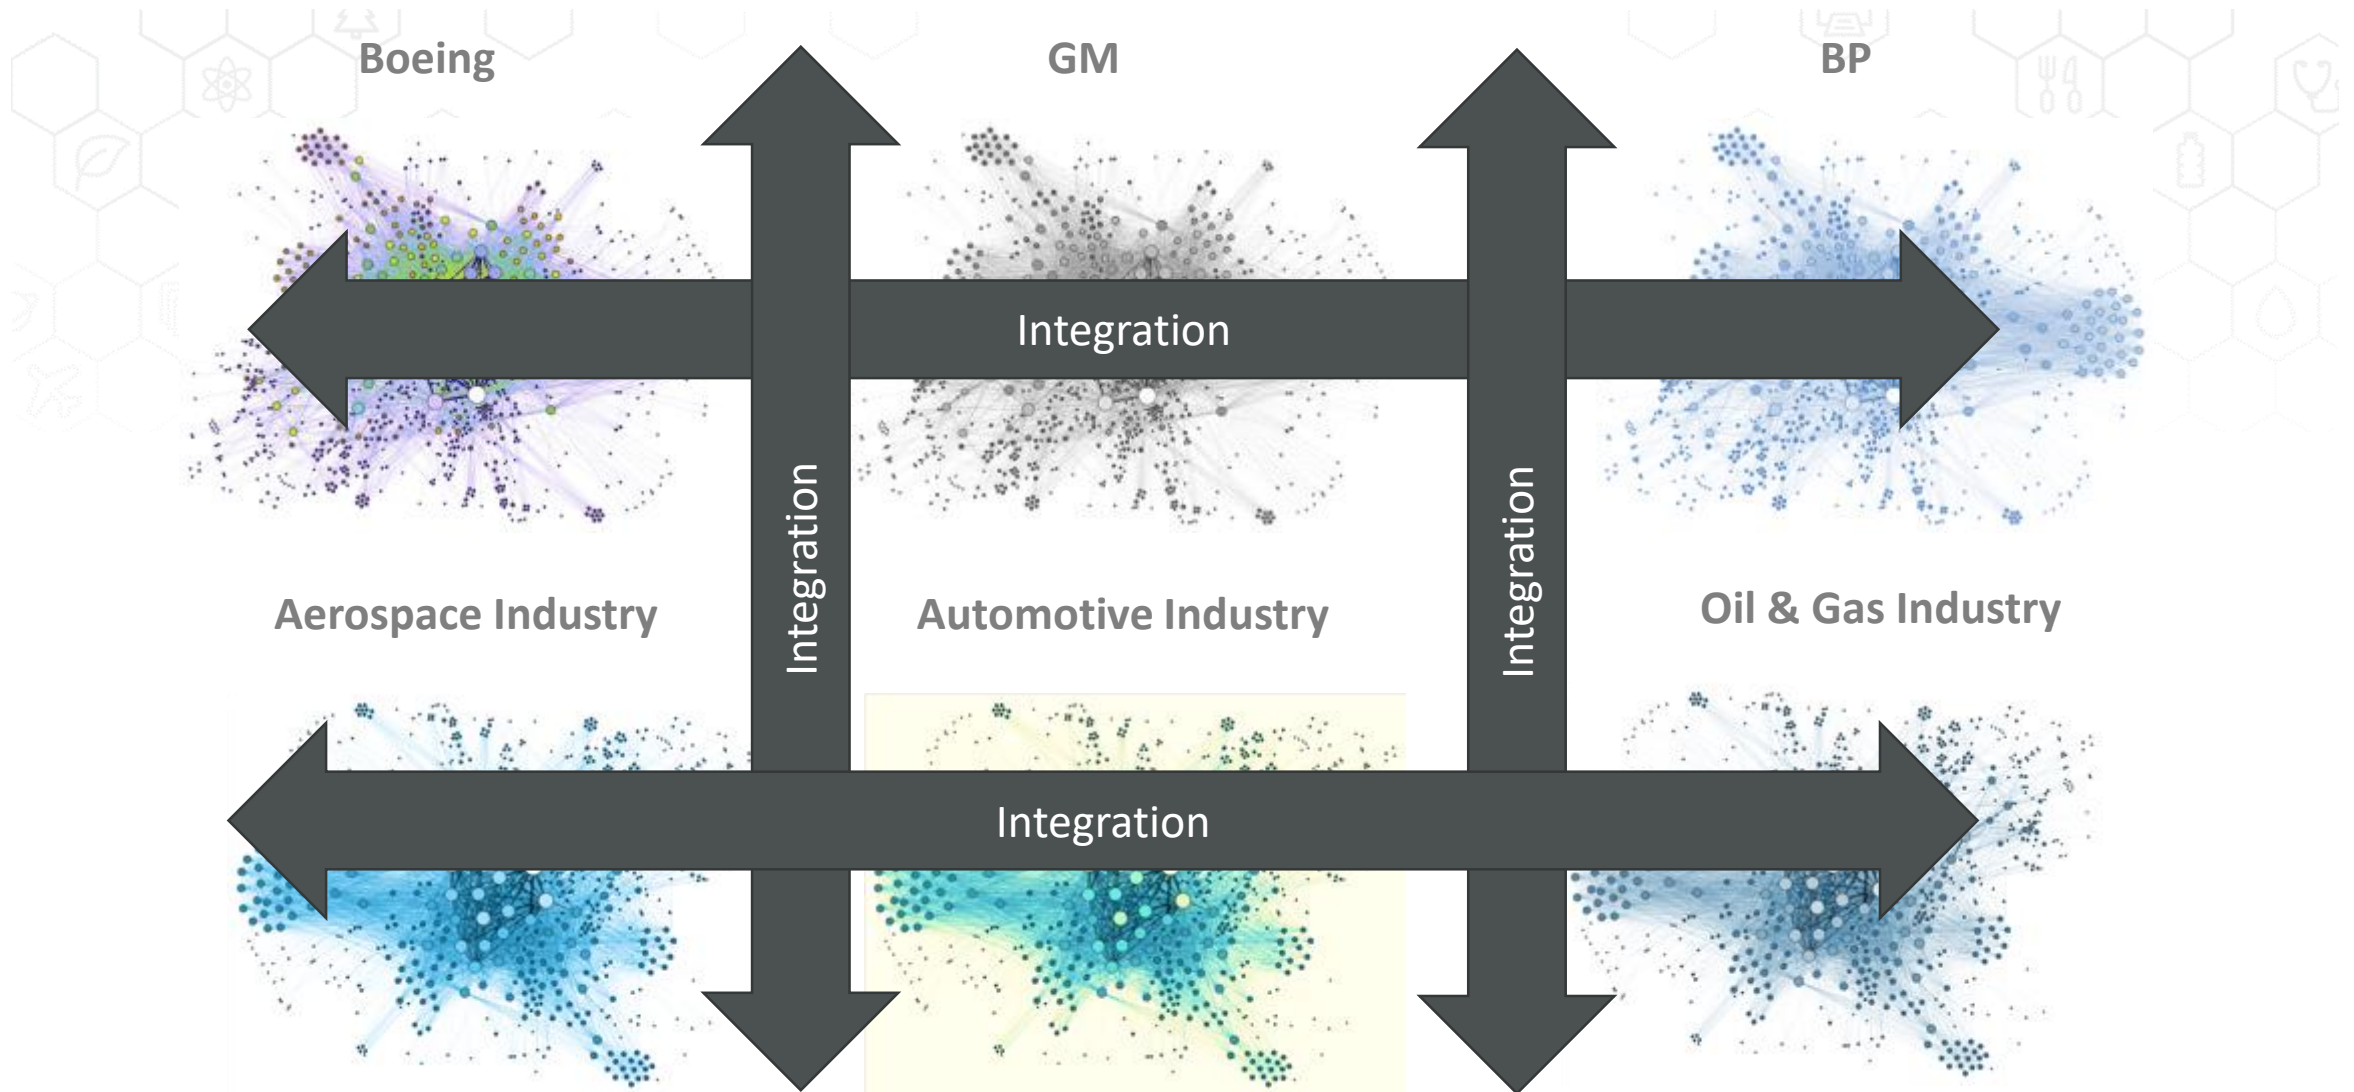 Boeing
GM
BP
Integration
Integration
Integration
Aerospace Industry
Automotive Industry
Oil & Gas Industry
Integration